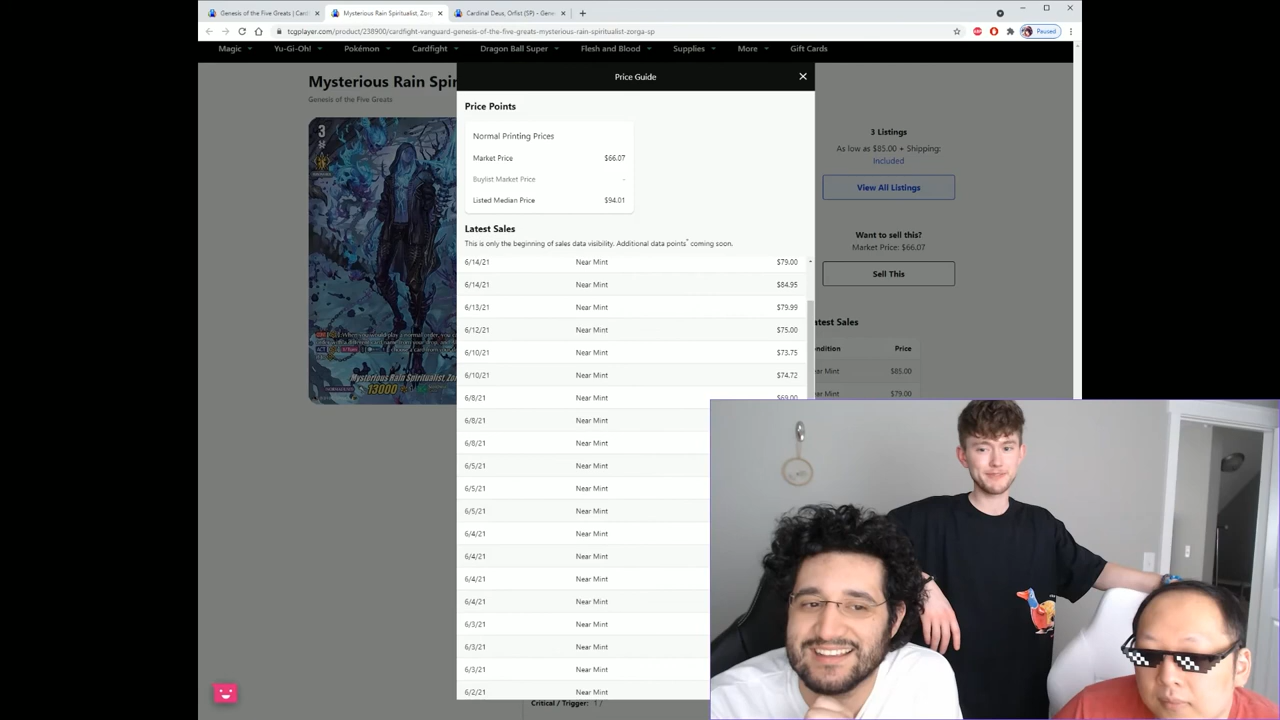 Genesis of the Five Greats | Card
Mysterious Rain Spiritualist, Zorg
Cardinal Deus, Orfist (SP) - Gene
tcgplayer.com/product/238900/cardfight-vanguard-genesis-of-the-five-greats-mysterious-rain-spiritualist-zorga-sp
Paused
Magic
Yu-Gi-Oh!
Pokémon
Cardfight
Dragon Ball Super
Flesh and Blood
Supplies
More
Gift Cards
Mysterious Rain Spir
Genesis of the Five Greats
Price Guide
Price Points
Normal Printing Prices
Market Price $66.07
Buylist Market Price -
Listed Median Price $94.01
Latest Sales
This is only the beginning of sales data visibility. Additional data points* coming soon.
6/14/21 Near Mint $79.00
6/14/21 Near Mint $84.95
6/13/21 Near Mint $79.99
6/12/21 Near Mint $75.00
6/10/21 Near Mint $73.75
6/10/21 Near Mint $74.72
6/8/21 Near Mint $69.00
6/8/21 Near Mint
6/8/21 Near Mint
6/5/21 Near Mint
6/5/21 Near Mint
6/5/21 Near Mint
6/4/21 Near Mint
6/4/21 Near Mint
6/4/21 Near Mint
6/4/21 Near Mint
6/3/21 Near Mint
6/3/21 Near Mint
6/3/21 Near Mint
6/2/21 Near Mint
3 Listings
As low as $85.00 + Shipping:
Included
View All Listings
Want to sell this?
Market Price: $66.07
Sell This
atest Sales
ondition Price
ear Mint $85.00
ear Mint $79.00
3
Mysterious Rain Spiritualist, Zor
13000
Critical / Trigger: 1 /